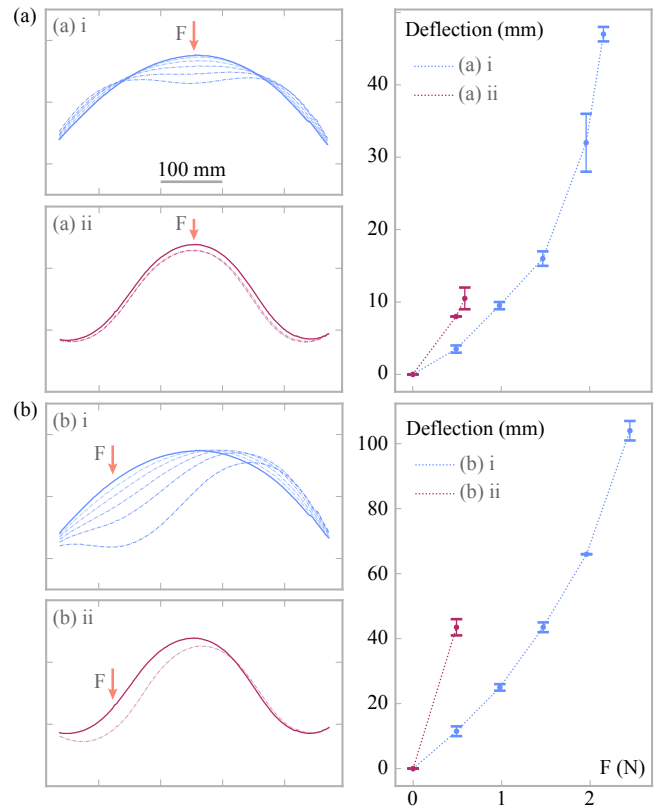 (a)
(a) i
F
100 mm
(a) ii
F
Deflection (mm)
(a) i
(a) ii
40
30
20
10
0
(b)
(b) i
F
(b) ii
F
Deflection (mm)
(b) i
(b) ii
100
80
60
40
20
0
F (N)
0 1 2